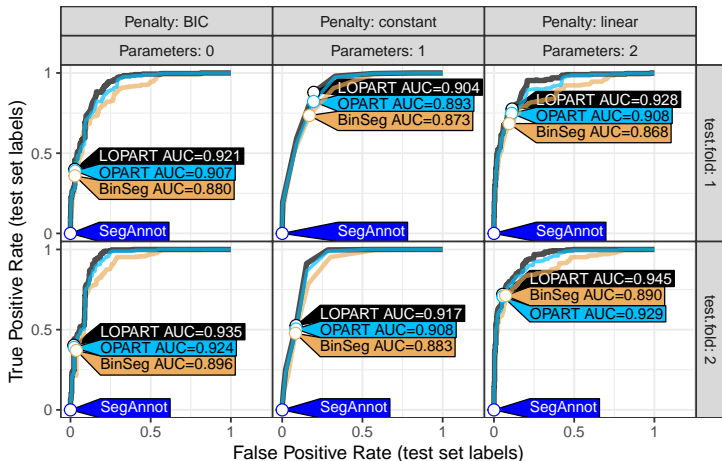 Penalty: BIC
Penalty: constant
Penalty: linear
Parameters: 0
Parameters: 1
Parameters: 2
True Positive Rate (test set labels)
1
0.5
0
LOPART AUC=0.921
OPART AUC=0.907
BinSeg AUC=0.880
SegAnnot
LOPART AUC=0.904
OPART AUC=0.893
BinSeg AUC=0.873
SegAnnot
LOPART AUC=0.928
OPART AUC=0.908
BinSeg AUC=0.868
SegAnnot
test.fold: 1
1
0.5
0
LOPART AUC=0.935
OPART AUC=0.924
BinSeg AUC=0.896
SegAnnot
LOPART AUC=0.917
OPART AUC=0.908
BinSeg AUC=0.883
SegAnnot
LOPART AUC=0.945
BinSeg AUC=0.890
OPART AUC=0.929
SegAnnot
test.fold: 2
0 0.5 1
0 0.5 1
0 0.5 1
False Positive Rate (test set labels)